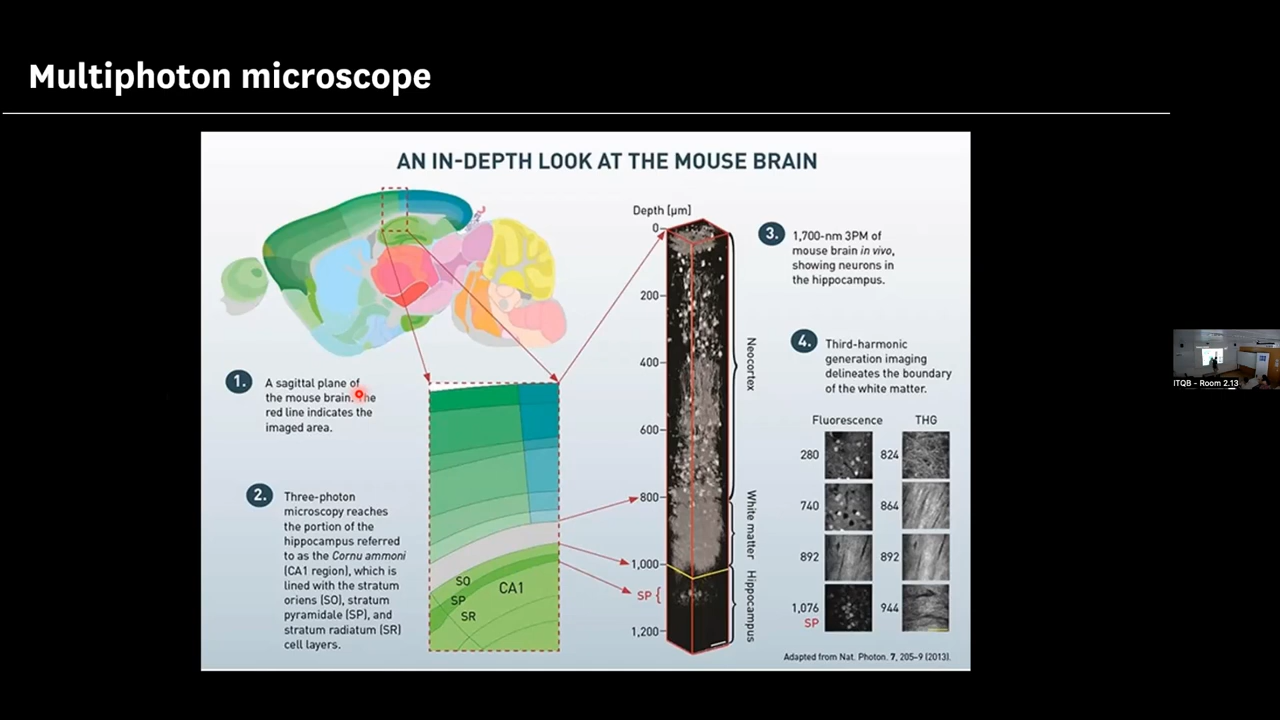 Multiphoton microscope
AN IN-DEPTH LOOK AT THE MOUSE BRAIN
1.
A sagittal plane of
the mouse brain. The
red line indicates the
imaged area.
2.
Three-photon
microscopy reaches
the portion of the
hippocampus referred
to as the Cornu ammoni
(CA1 region), which is
lined with the stratum
oriens (SO), stratum
pyramidale (SP), and
stratum radiatum (SR)
cell layers.
SO
SP
SR
CA1
Depth [µm]
0
200
400
600
800
1,000
SP {
1,200
Neocortex
White matter
Hippocampus
3.
1,700-nm 3PM of
mouse brain in vivo,
showing neurons in
the hippocampus.
4.
Third-harmonic
generation imaging
delineates the boundary
of the white matter.
Fluorescence THG
280 824
740 864
892 892
1,076 944
SP
Adapted from Nat. Photon. 7, 205–9 (2013).
ITQB - Room 2.13